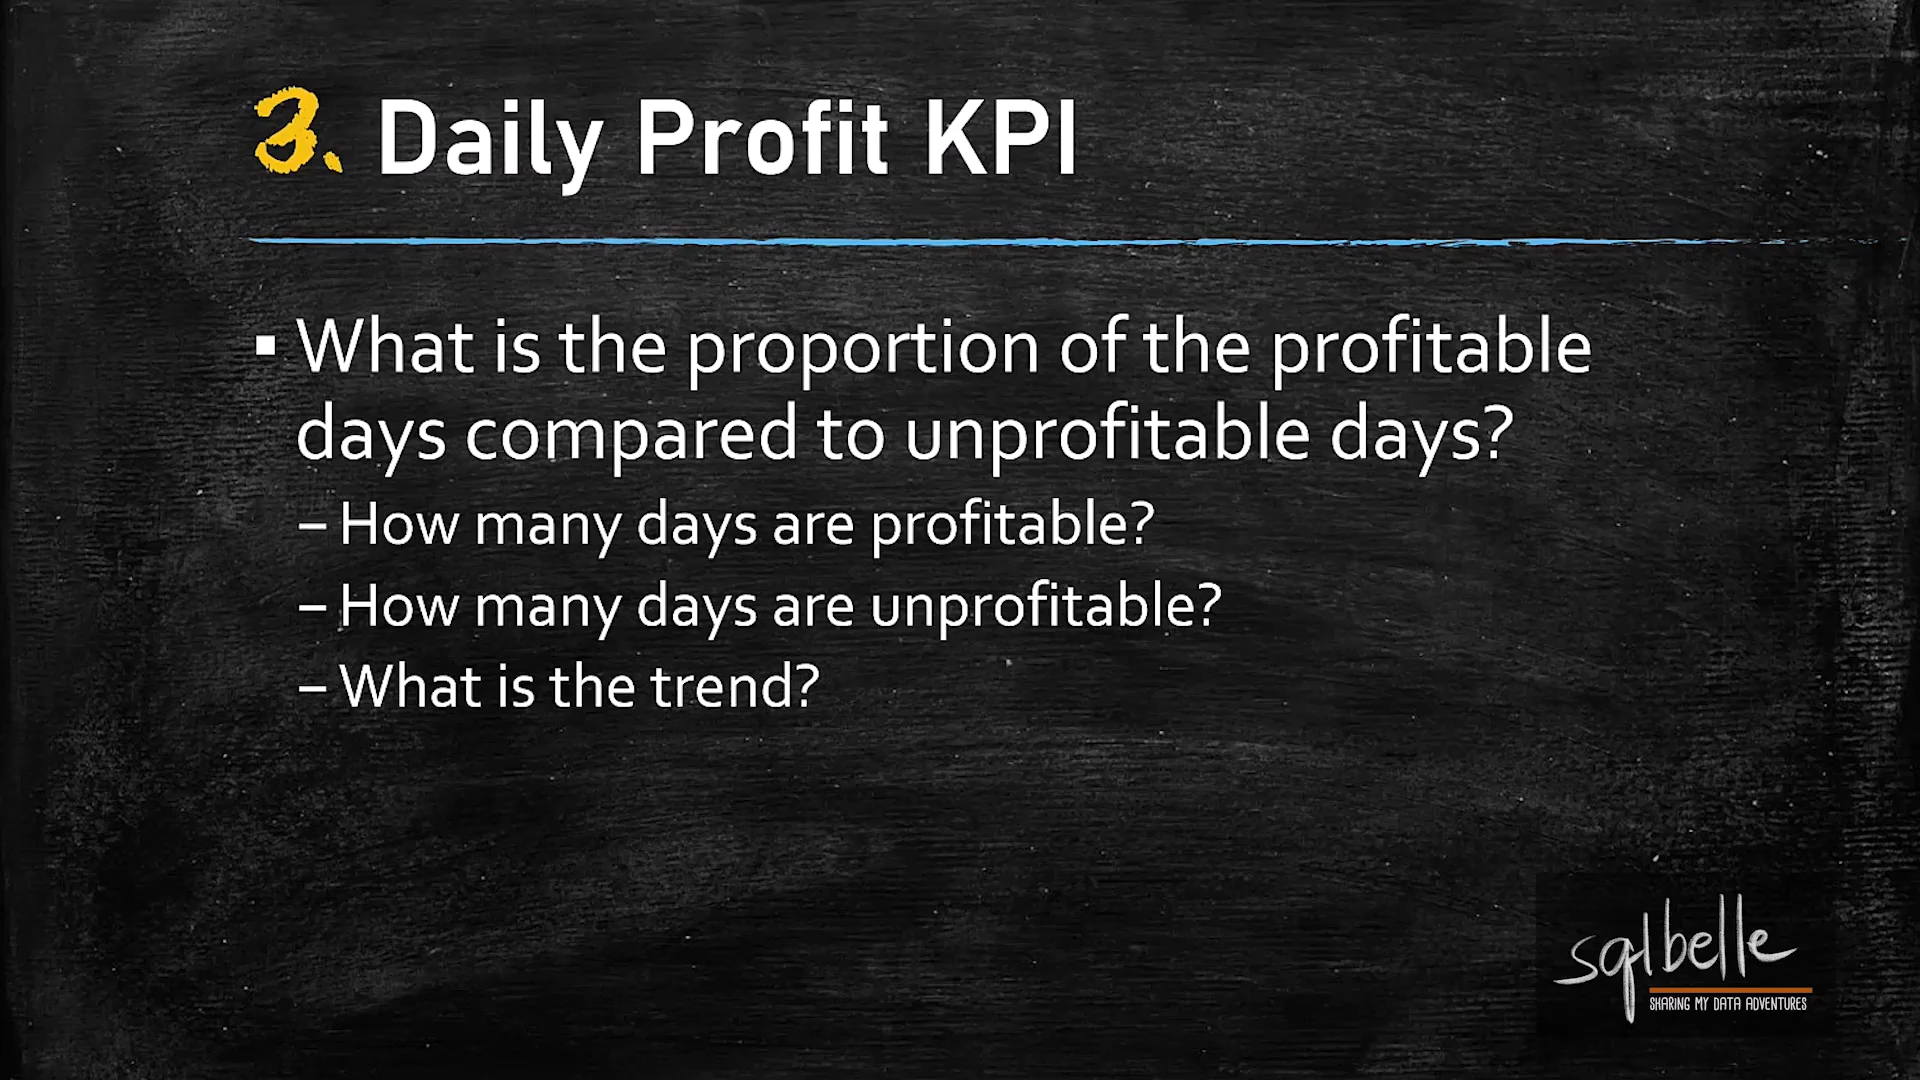 3. Daily Profit KPI
▪ What is the proportion of the profitable
days compared to unprofitable days?
– How many days are profitable?
– How many days are unprofitable?
– What is the trend?
sqlbelle
SHARING MY DATA ADVENTURES